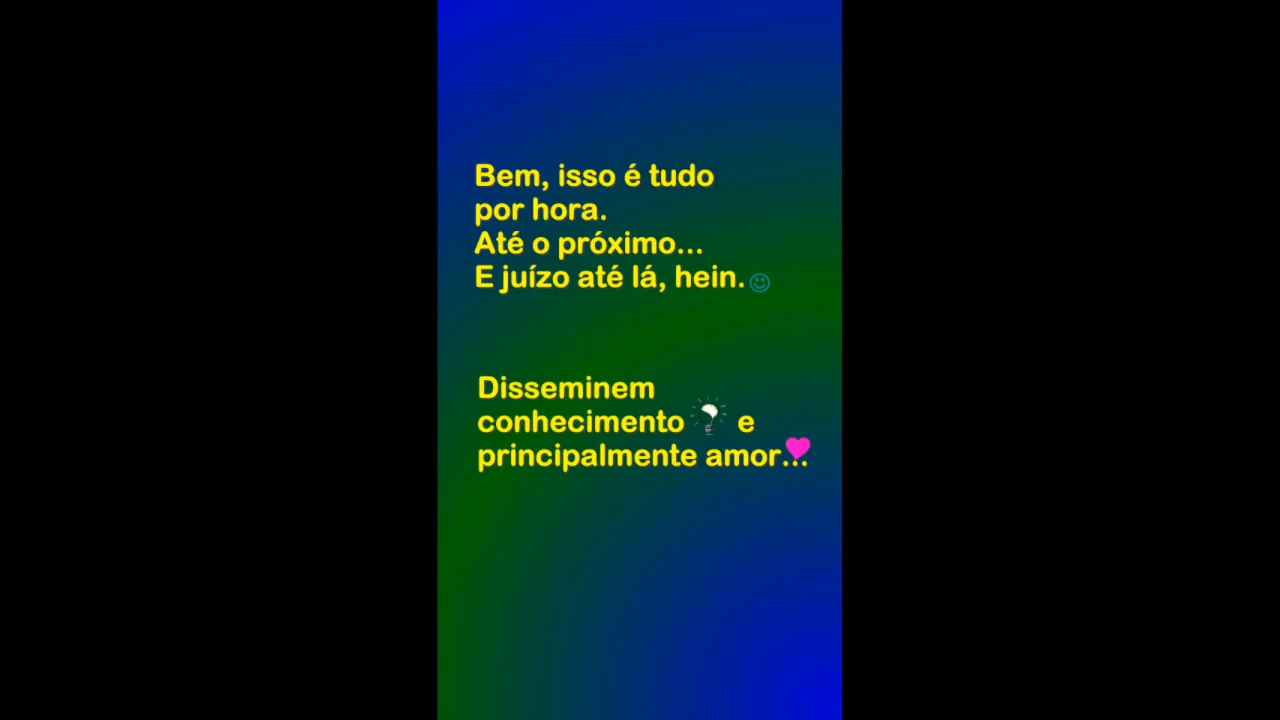 Bem, isso é tudo
por hora.
Até o próximo...
E juízo até lá, hein.
Disseminem
conhecimento e
principalmente amor...